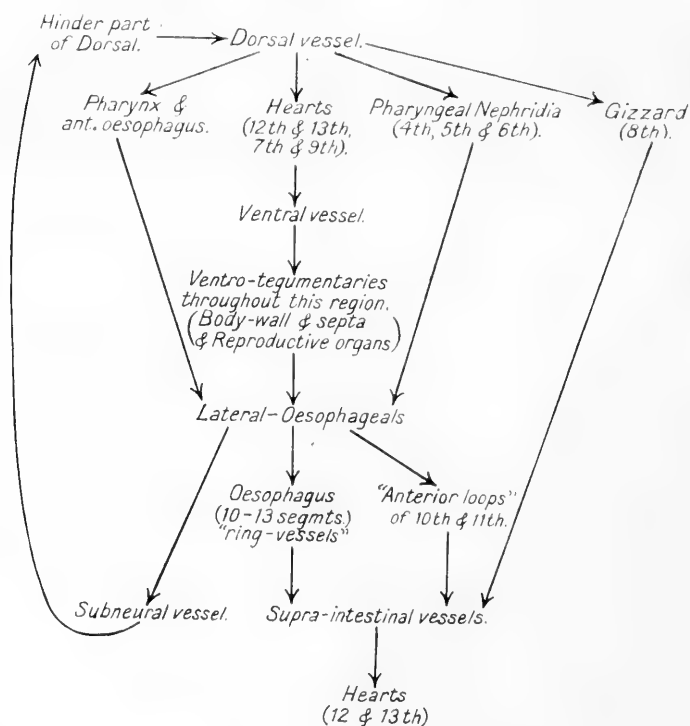 Hinder part
of Dorsal.
Dorsal vessel.
Pharynx &
ant. oesophagus.
Hearts
(12th & 13th,
7th & 9th).
Pharyngeal Nephridia
(4th, 5th & 6th).
Gizzard
(8th).
Ventral vessel.
Ventro-tegumentaries
throughout this region.
(Body-wall & septa
& Reproductive organs)
Lateral-Oesophageals
Oesophagus
(10-13 segmts.)
"ring-vessels"
"Anterior loops"
of 10th & 11th.
Subneural vessel.
Supra-intestinal vessels.
Hearts
(12 & 13th)